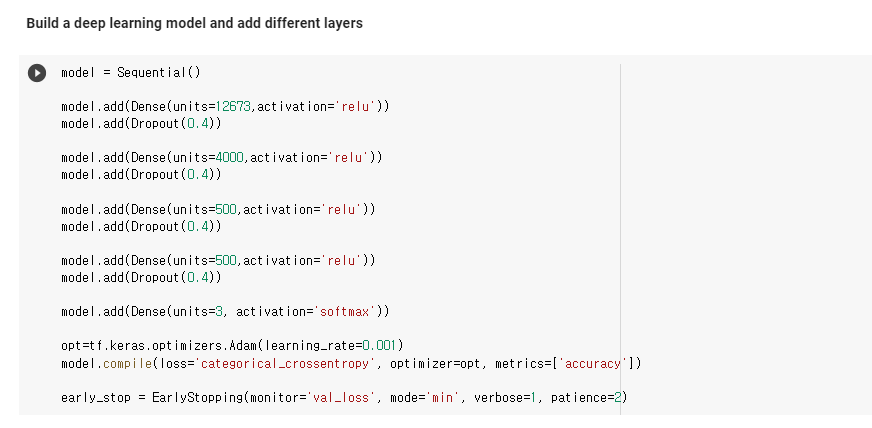 Build a deep learning model and add different layers
model = Sequential()
model.add(Dense(units=12673,activation='relu'))
model.add(Dropout(0.4))
model.add(Dense(units=4000,activation='relu'))
model.add(Dropout(0.4))
model.add(Dense(units=500,activation='relu'))
model.add(Dropout(0.4))
model.add(Dense(units=500,activation='relu'))
model.add(Dropout(0.4))
model.add(Dense(units=3, activation='softmax'))
opt=tf.keras.optimizers.Adam(learning_rate=0.001)
model.compile(loss='categorical_crossentropy', optimizer=opt, metrics=['accuracy'])
early_stop = EarlyStopping(monitor='val_loss', mode='min', verbose=1, patience=2)